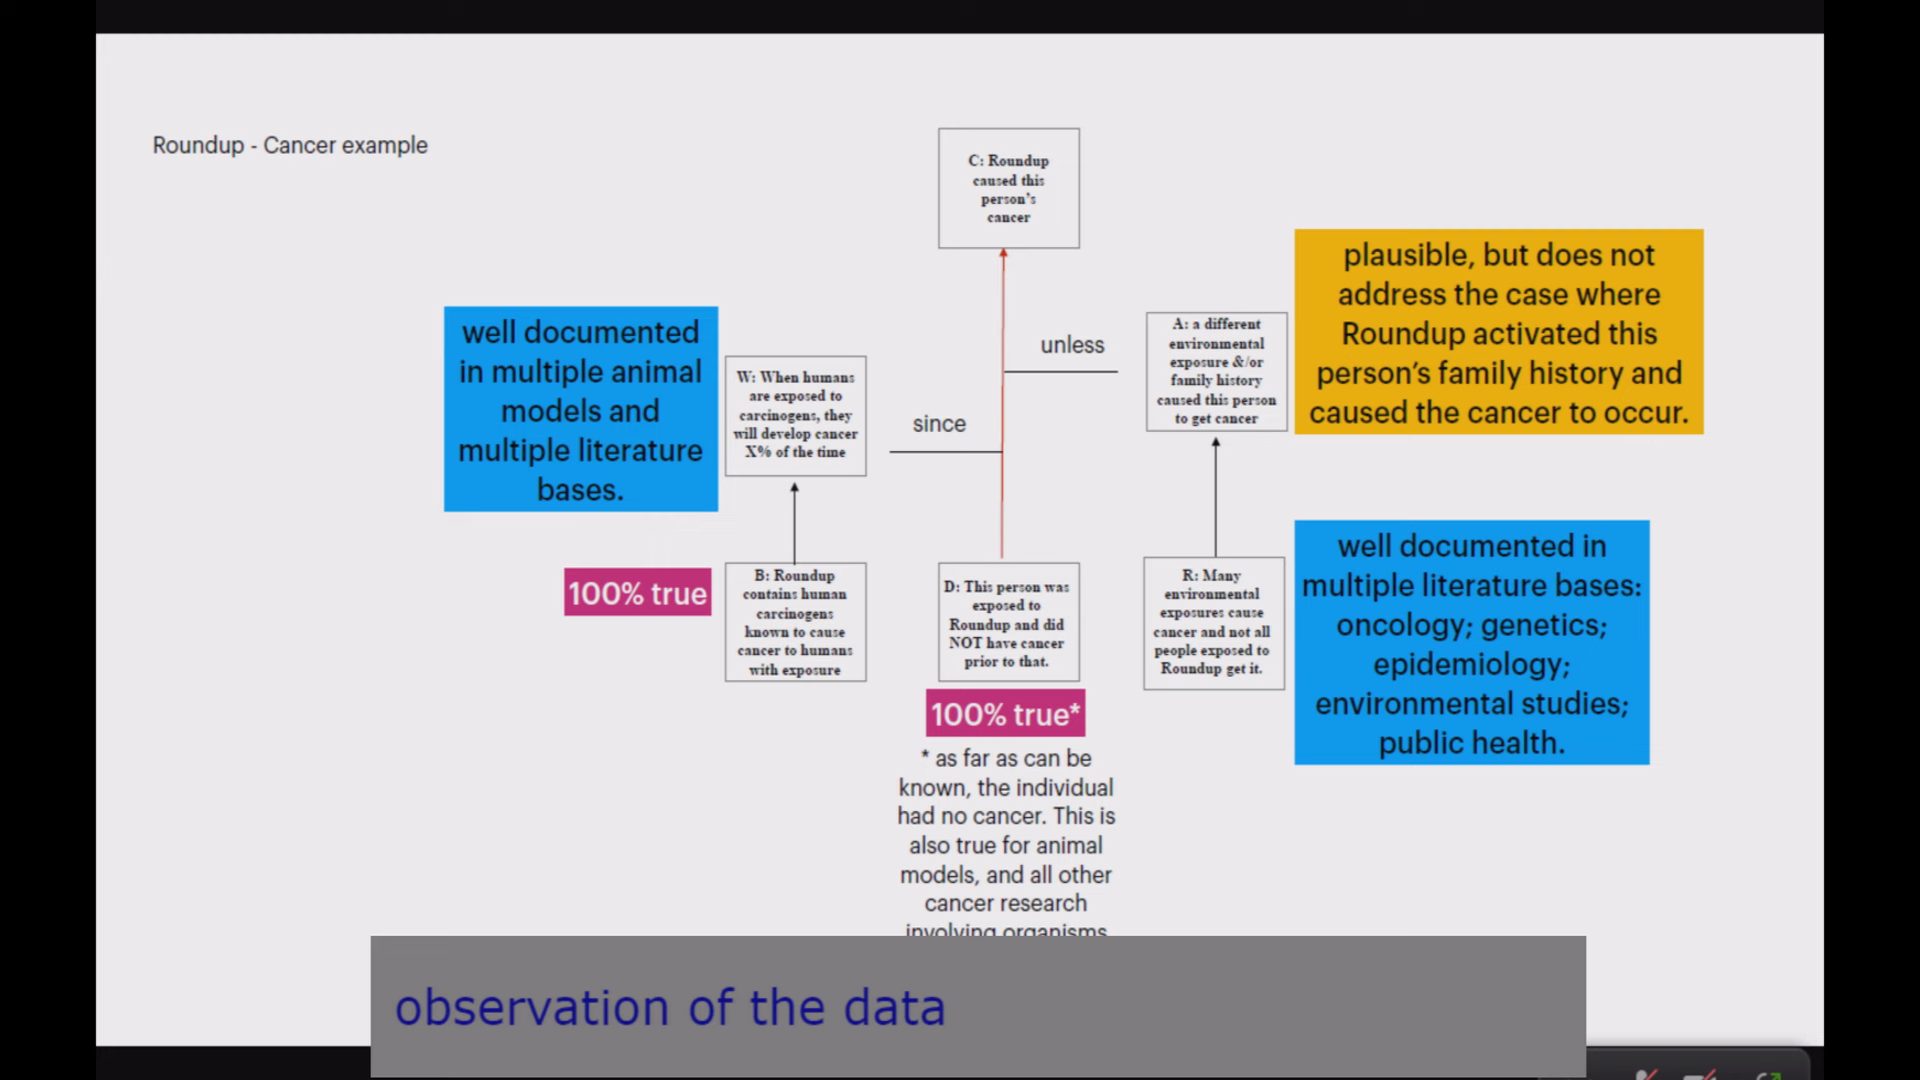 Roundup - Cancer example
C: Roundup
caused this
person's
cancer
plausible, but does not
address the case where
Roundup activated this
person's family history and
caused the cancer to occur.
unless
A: a different
environmental
exposure &/or
family history
caused this person
to get cancer
well documented
in multiple animal
models and
multiple literature
bases.
W: When humans
are exposed to
carcinogens, they
will develop cancer
X% of the time
since
100% true
B: Roundup
contains human
carcinogens
known to cause
cancer to humans
with exposure
D: This person was
exposed to
Roundup and did
NOT have cancer
prior to that.
R: Many
environmental
exposures cause
cancer and not all
people exposed to
Roundup get it.
well documented in
multiple literature bases:
oncology; genetics;
epidemiology;
environmental studies;
public health.
100% true*
* as far as can be
known, the individual
had no cancer. This is
also true for animal
models, and all other
cancer research
involving organisms
observation of the data